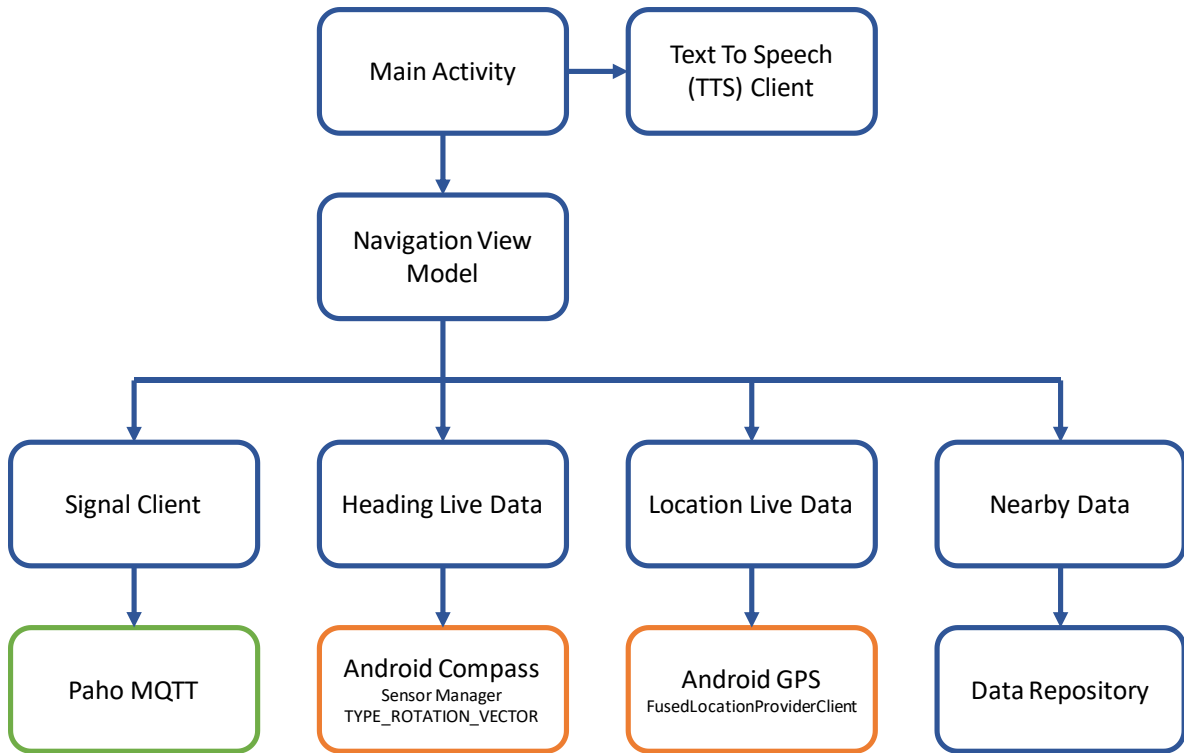 Main Activity
Text To Speech
(TTS) Client
Navigation View
Model
Signal Client
Heading Live Data
Location Live Data
Nearby Data
Paho MQTT
Android Compass
Sensor Manager
TYPE_ROTATION_VECTOR
Android GPS
FusedLocationProviderClient
Data Repository